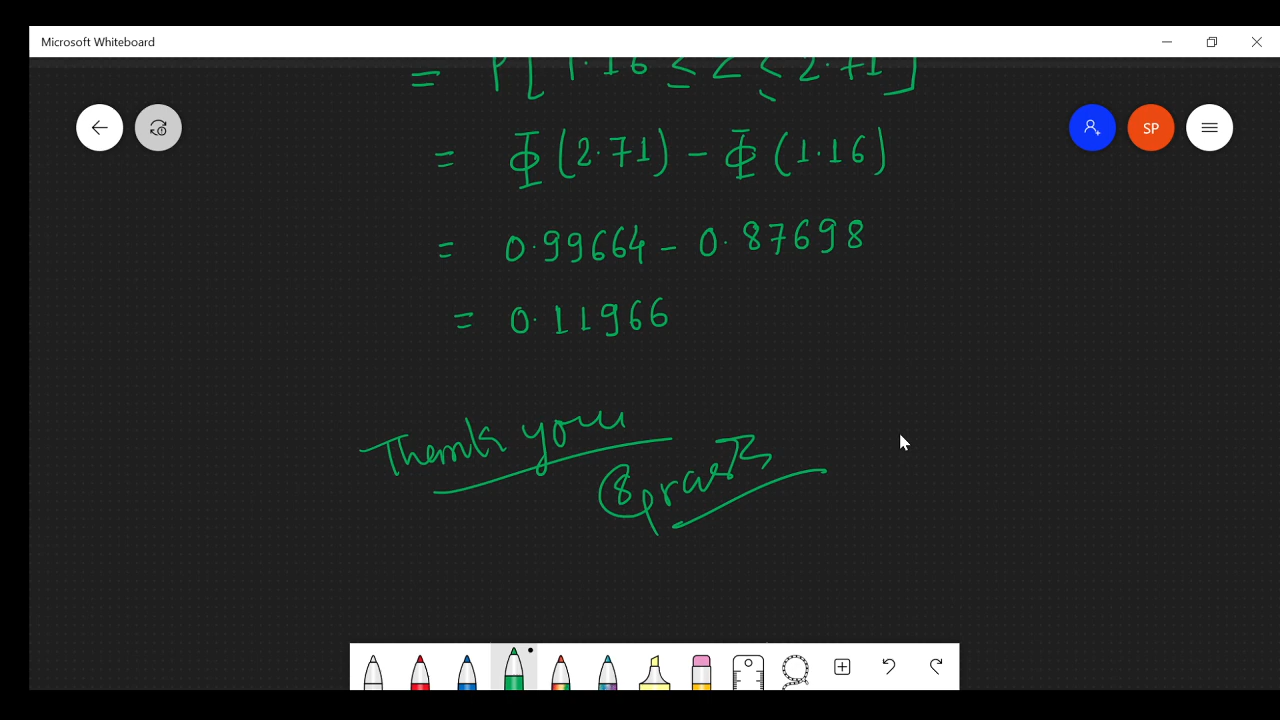 Microsoft Whiteboard
= P[1.16 ≤ Z ≤ 2.71]
SP
= Φ(2.71) - Φ(1.16)
= 0.99664 - 0.87698
= 0.11966
Thank you